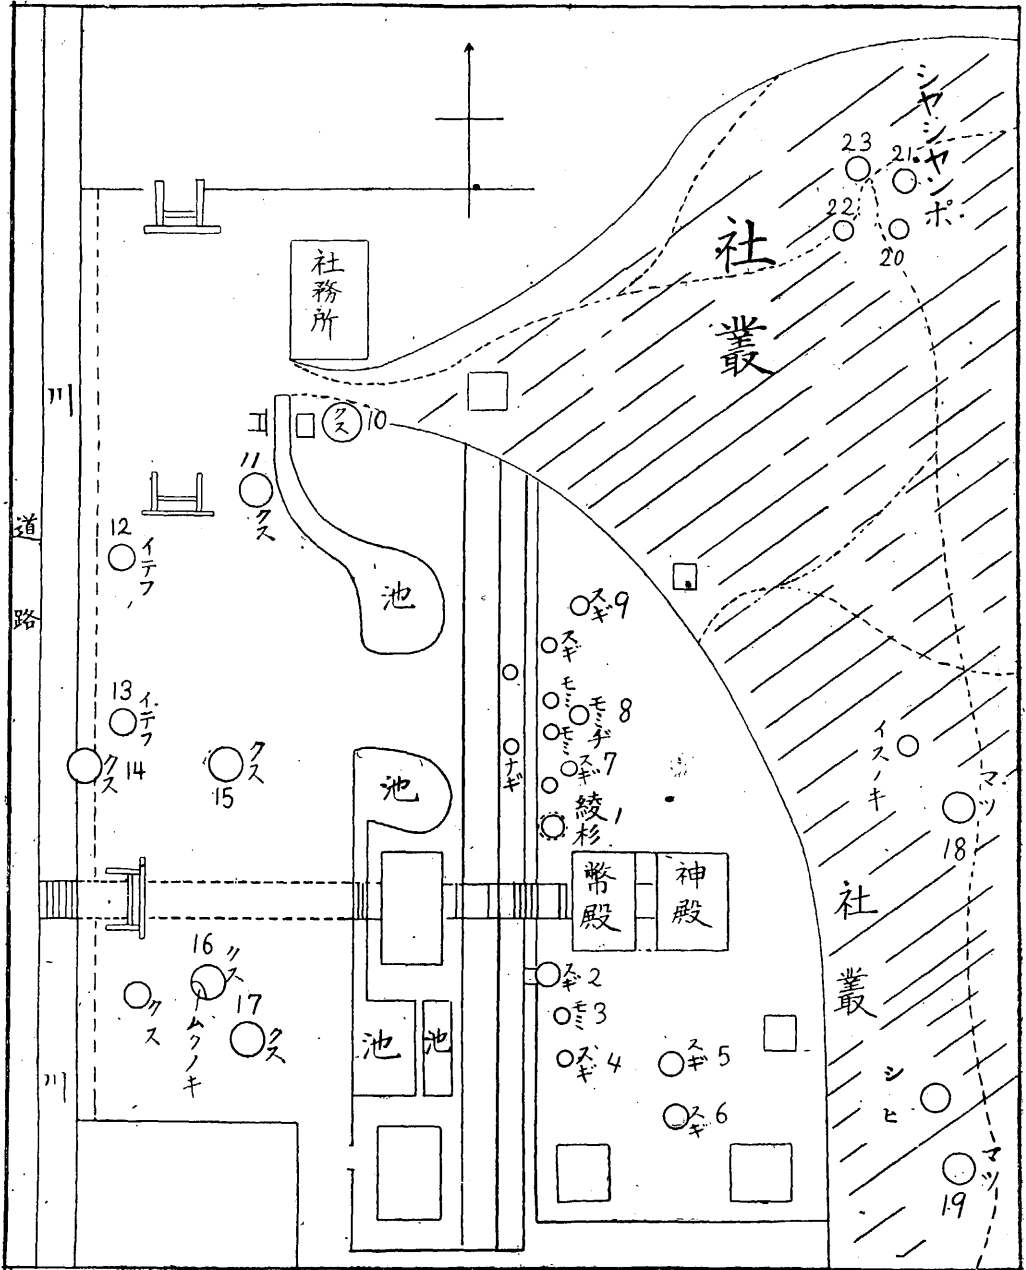 シヤシヤンポ
23
21
22
20
社叢
社務所
川
クス
10
11
クス
道路
12
イテフ
池
スギ
9
スギ
モミ
モミヂ
8
モミ
ナギ
スギ
7
13
イテフ
クス
14
クス
15
池
綾杉
1
イスノキ
マツ
18
幣殿
神殿
社叢
16
クス
ムクノキ
クス
17
クス
スギ
2
モミ
3
スギ
4
スギ
5
スギ
6
池
池
川
シヒ
マツ
19